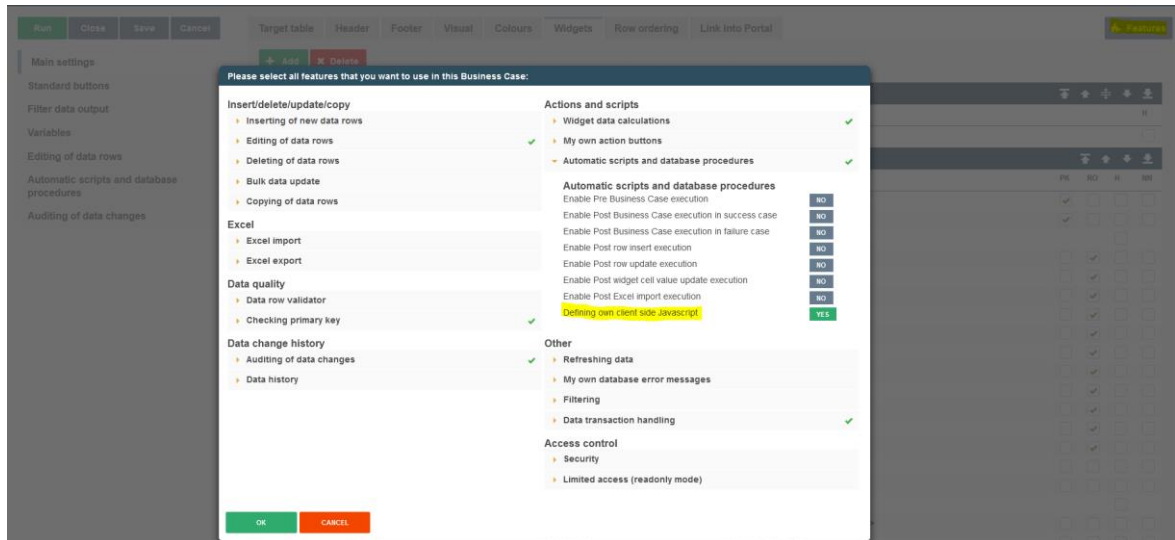 Run Close Save Cancel
Target table Header Footer Visual Colours Widgets Row ordering Link into Portal
Features
Add Delete
Main settings
Standard buttons
Filter data output
Variables
Editing of data rows
Automatic scripts and database
procedures
Auditing of data changes
H
PK RO H NN
Please select all features that you want to use in this Business Case:
Insert/delete/update/copy
Inserting of new data rows
Editing of data rows
Deleting of data rows
Bulk data update
Copying of data rows
Excel
Excel import
Excel export
Data quality
Data row validator
Checking primary key
Data change history
Auditing of data changes
Data history
Actions and scripts
Widget data calculations
My own action buttons
Automatic scripts and database procedures
Automatic scripts and database procedures
Enable Pre Business Case execution NO
Enable Post Business Case execution in success case NO
Enable Post Business Case execution in failure case NO
Enable Post row insert execution NO
Enable Post row update execution NO
Enable Post widget cell value update execution NO
Enable Post Excel import execution NO
Defining own client side Javascript YES
Other
Refreshing data
My own database error messages
Filtering
Data transaction handling
Access control
Security
Limited access (readonly mode)
OK CANCEL